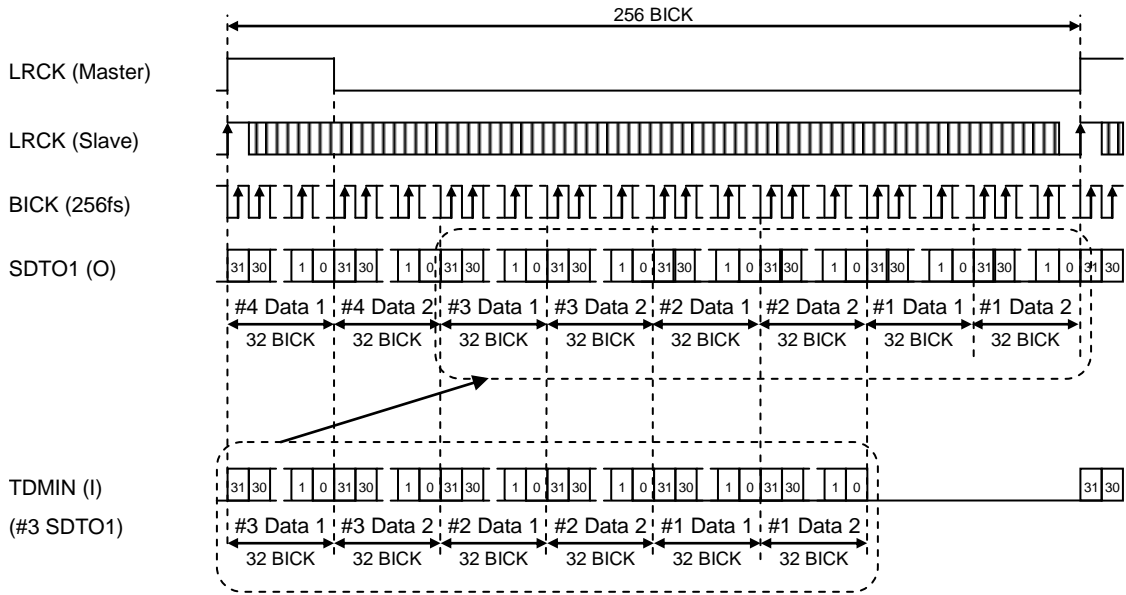 256 BICK
LRCK (Master)
LRCK (Slave)
BICK (256fs)
SDTO1 (O)
31 30 1 0 31 30 1 0 31 30 1 0 31 30 1 0 31 30 1 0 31 30 1 0 31 30 1 0 31 30 1 0 31 30
#4 Data 1 #4 Data 2 #3 Data 1 #3 Data 2 #2 Data 1 #2 Data 2 #1 Data 1 #1 Data 2
32 BICK 32 BICK 32 BICK 32 BICK 32 BICK 32 BICK 32 BICK 32 BICK
TDMIN (I)
31 30 1 0 31 30 1 0 31 30 1 0 31 30 1 0 31 30 1 0 31 30 1 0 31 30
(#3 SDTO1)
#3 Data 1 #3 Data 2 #2 Data 1 #2 Data 2 #1 Data 1 #1 Data 2
32 BICK 32 BICK 32 BICK 32 BICK 32 BICK 32 BICK